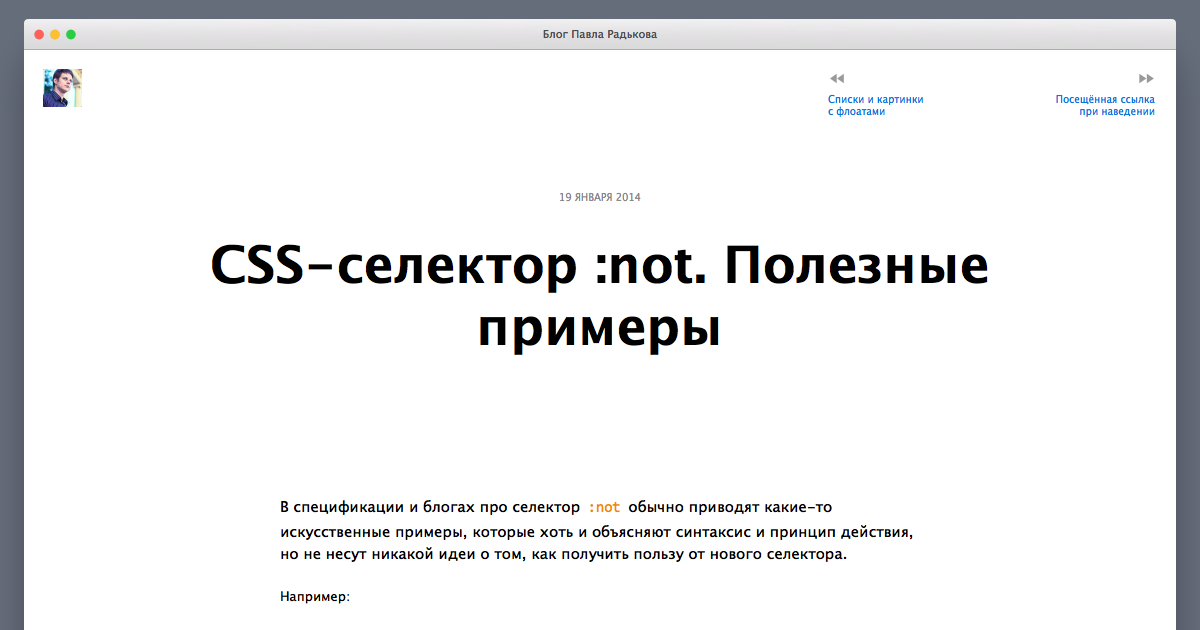 Блог Павла Радькова
Списки и картинки
с флоатами
Посещённая ссылка
при наведении
19 ЯНВАРЯ 2014
CSS-селектор :not. Полезные
примеры
В спецификации и блогах про селектор :not обычно приводят какие-то
искусственные примеры, которые хоть и объясняют синтаксис и принцип действия,
но не несут никакой идеи о том, как получить пользу от нового селектора.
Например: